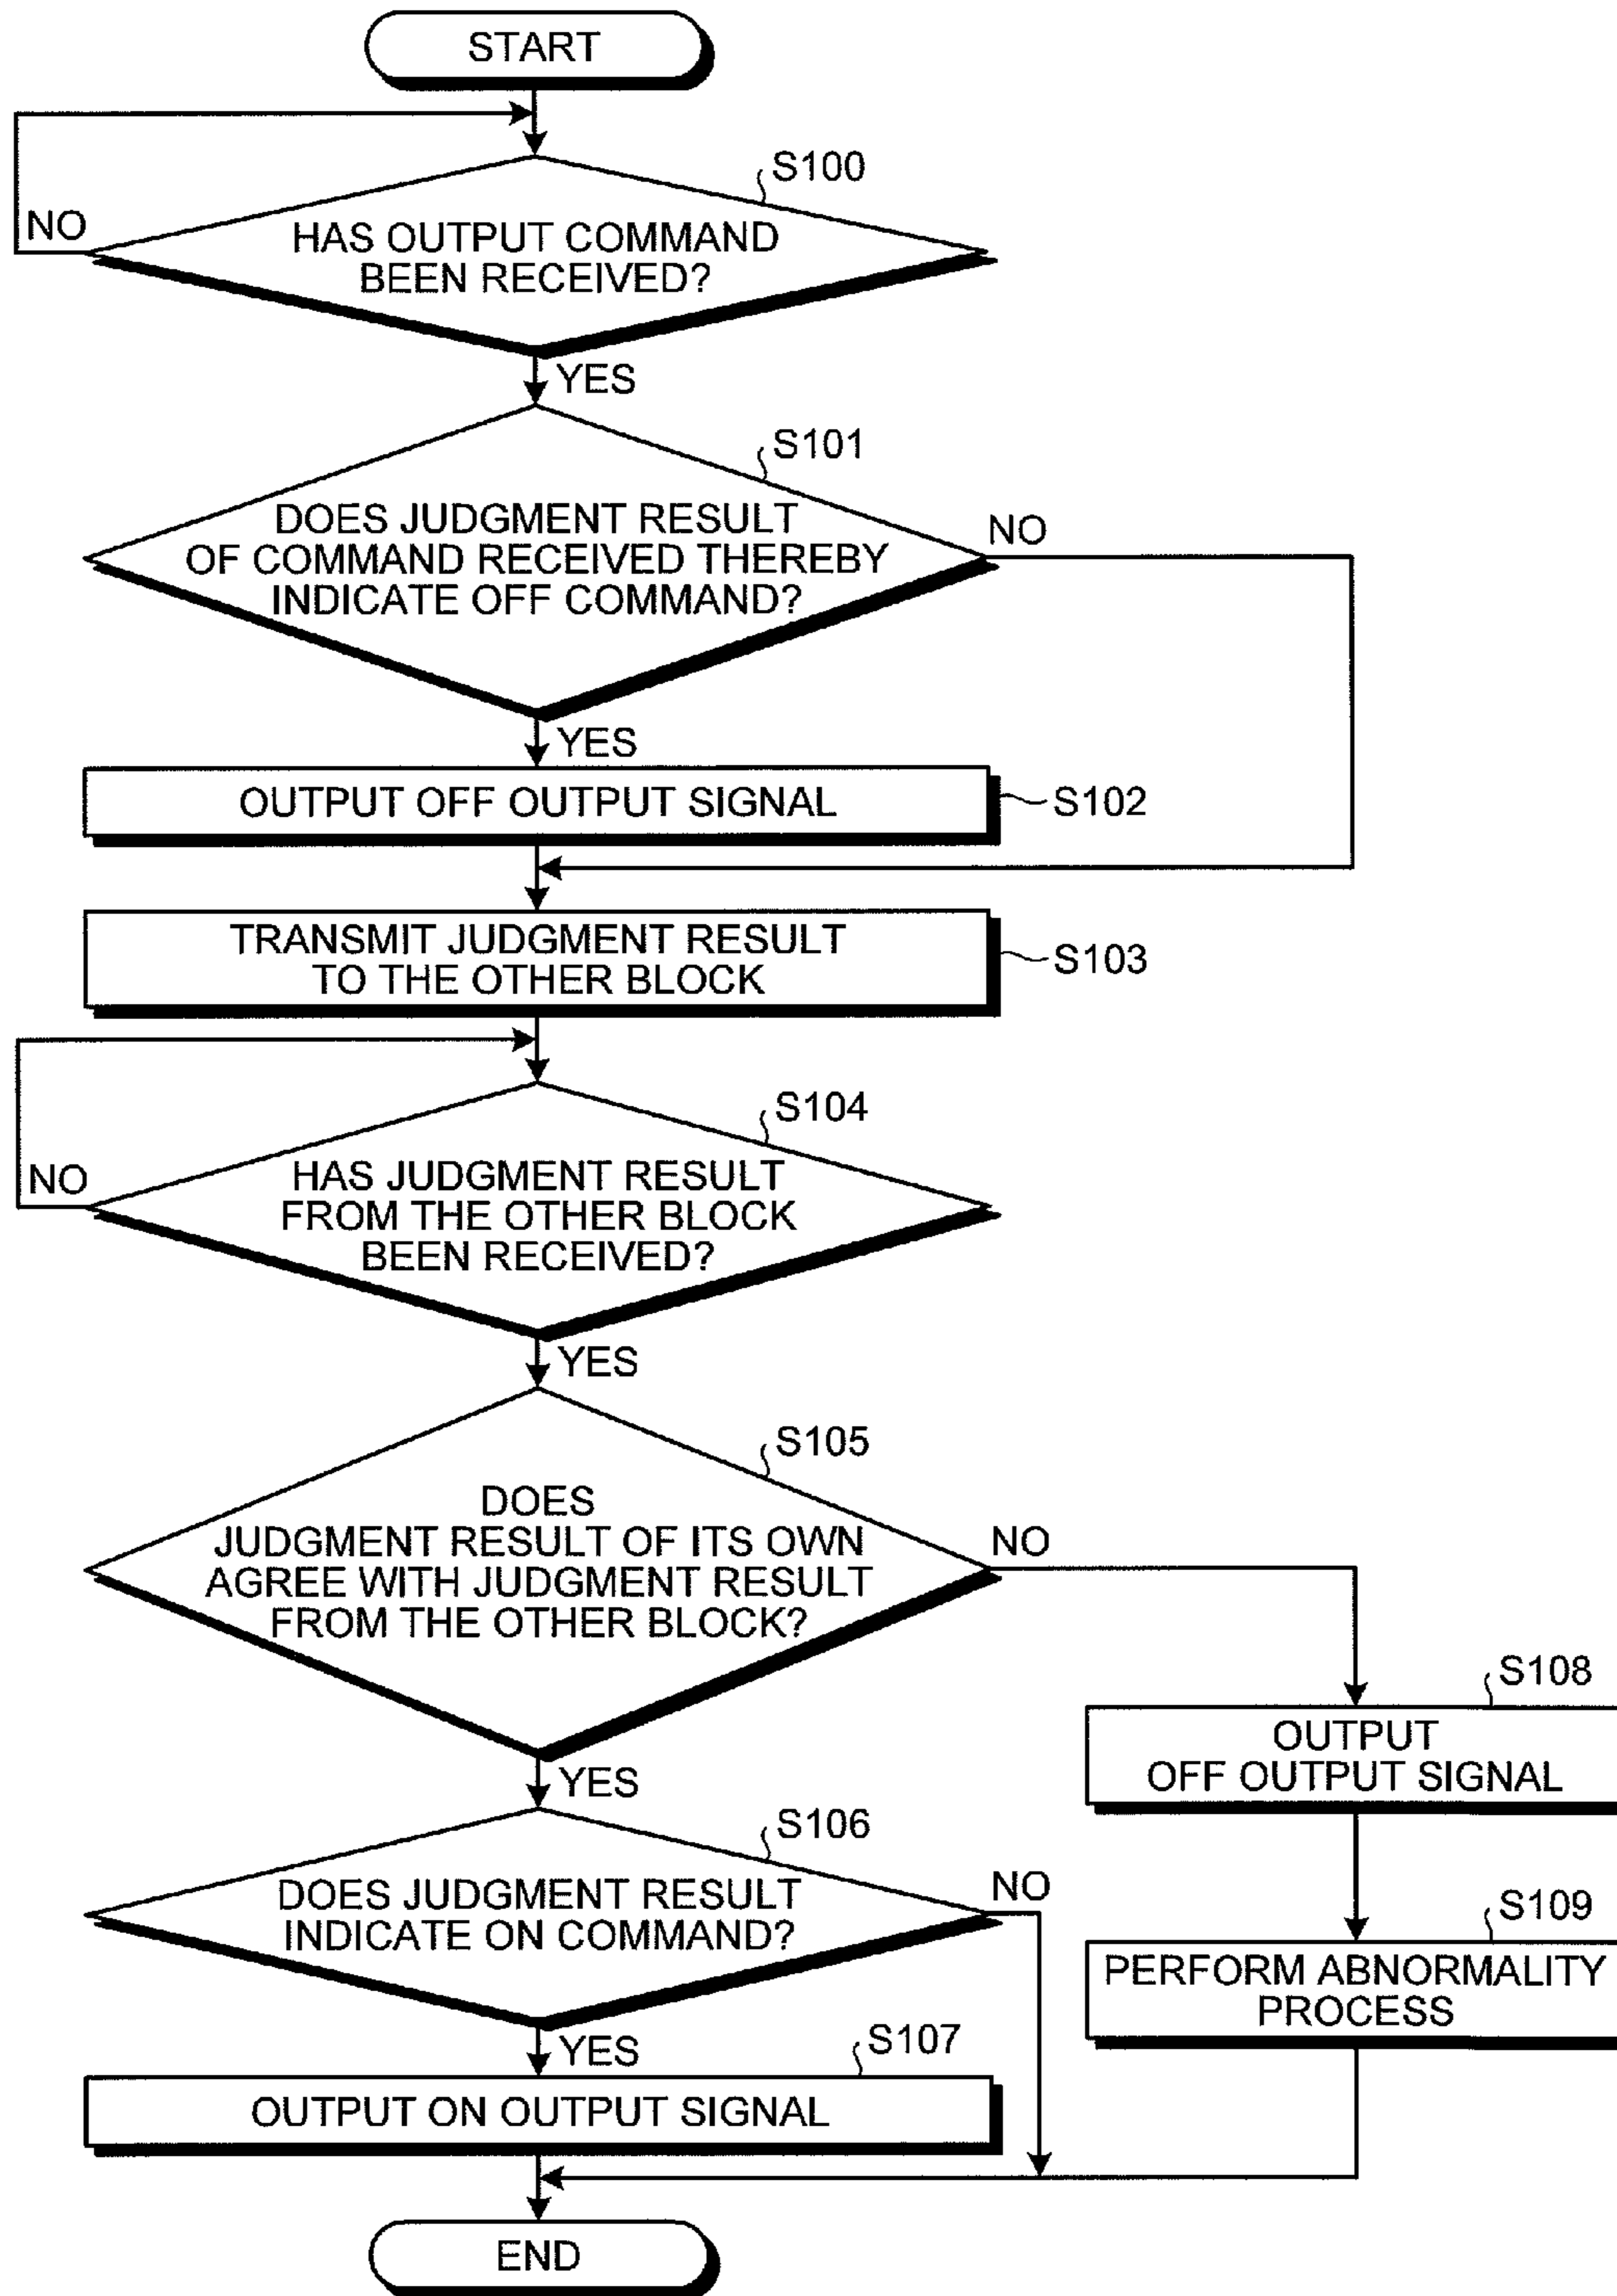 START
S100
NO
HAS OUTPUT COMMAND
BEEN RECEIVED?
YES
S101
DOES JUDGMENT RESULT
OF COMMAND RECEIVED THEREBY
INDICATE OFF COMMAND?
NO
YES
OUTPUT OFF OUTPUT SIGNAL
S102
TRANSMIT JUDGMENT RESULT
TO THE OTHER BLOCK
S103
S104
NO
HAS JUDGMENT RESULT
FROM THE OTHER BLOCK
BEEN RECEIVED?
YES
S105
DOES
JUDGMENT RESULT OF ITS OWN
AGREE WITH JUDGMENT RESULT
FROM THE OTHER BLOCK?
NO
YES
S108
OUTPUT
OFF OUTPUT SIGNAL
S106
DOES JUDGMENT RESULT
INDICATE ON COMMAND?
NO
YES
S109
PERFORM ABNORMALITY
PROCESS
S107
OUTPUT ON OUTPUT SIGNAL
END